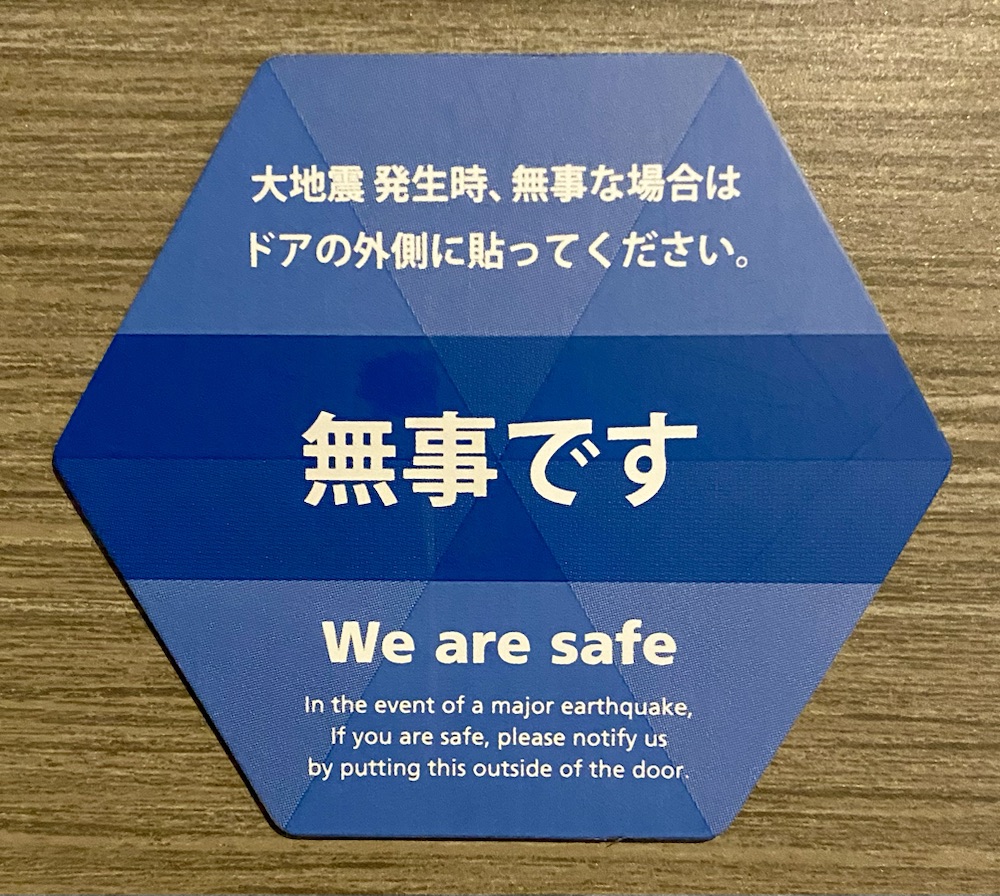 大地震 発生時、無事な場合は
ドアの外側に貼ってください。
無事です
We are safe
In the event of a major earthquake,
If you are safe, please notify us
by putting this outside of the door.